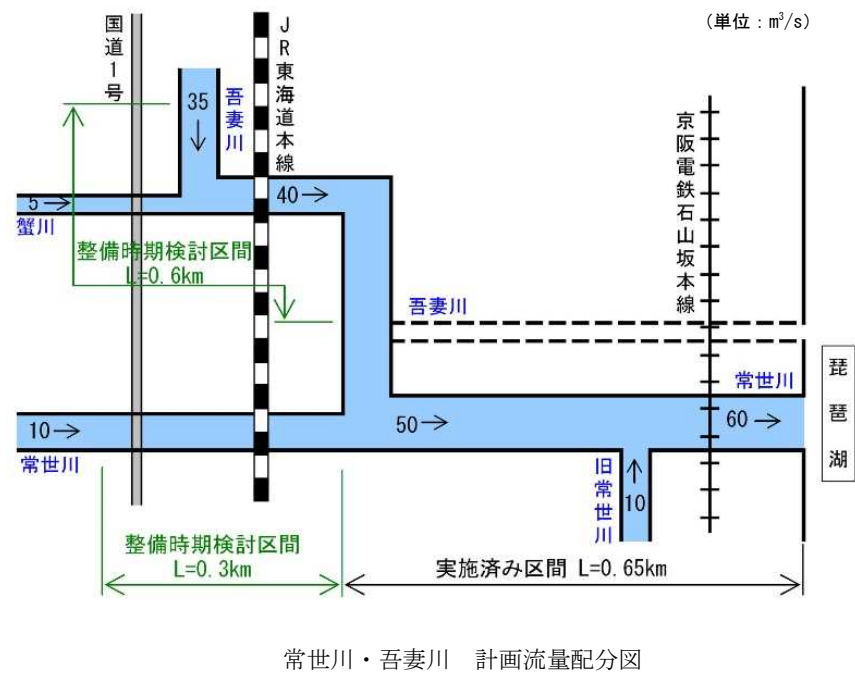 (単位：m³/s)
国道1号
JR東海道本線
35
吾妻川
京阪電鉄石山坂本線
40→
5→
蟹川
整備時期検討区間
L=0.6km
吾妻川
琵琶湖
常世川
10→
50→
60→
常世川
旧常世川
10
整備時期検討区間
L=0.3km
実施済み区間 L=0.65km
常世川・吾妻川　計画流量配分図